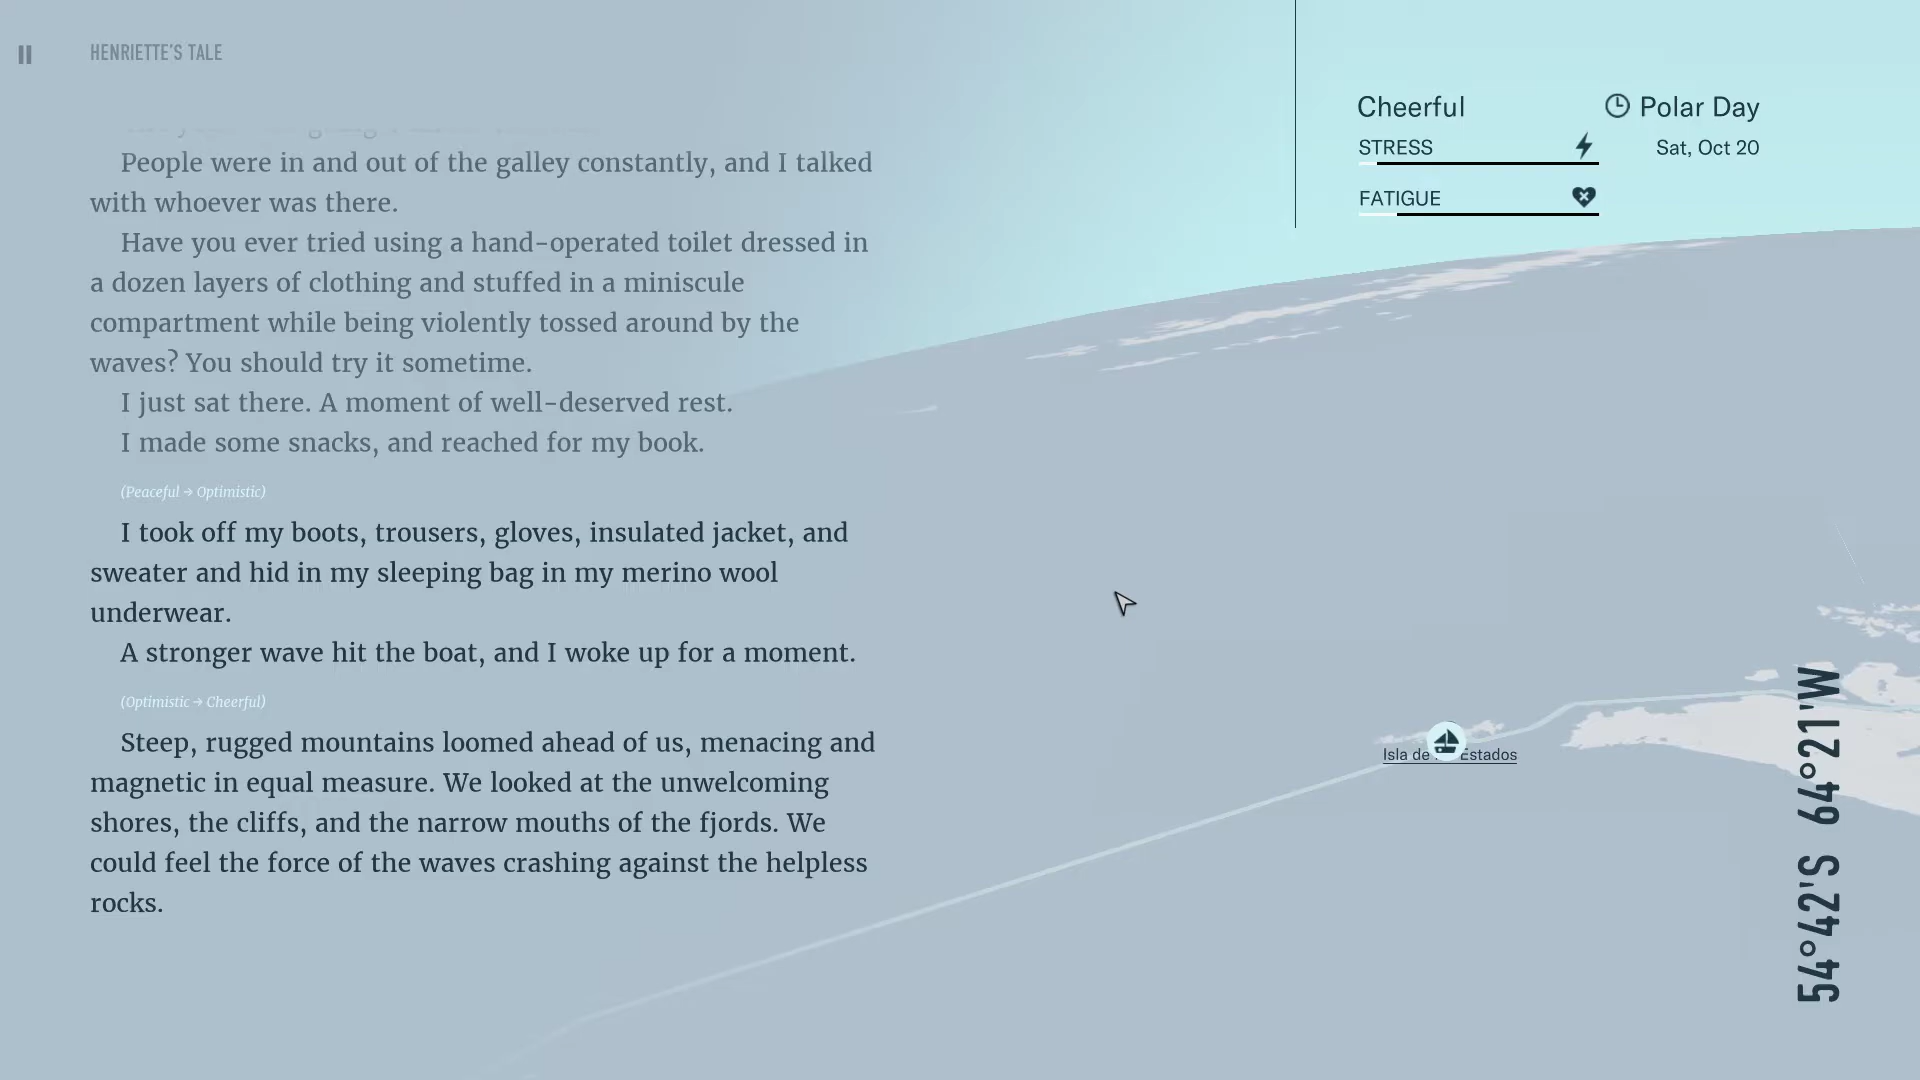 HENRIETTE'S TALE
People were in and out of the galley constantly, and I talked
with whoever was there.
Have you ever tried using a hand-operated toilet dressed in
a dozen layers of clothing and stuffed in a miniscule
compartment while being violently tossed around by the
waves? You should try it sometime.
I just sat there. A moment of well-deserved rest.
I made some snacks, and reached for my book.
(Peaceful → Optimistic)
I took off my boots, trousers, gloves, insulated jacket, and
sweater and hid in my sleeping bag in my merino wool
underwear.
A stronger wave hit the boat, and I woke up for a moment.
(Optimistic → Cheerful)
Steep, rugged mountains loomed ahead of us, menacing and
magnetic in equal measure. We looked at the unwelcoming
shores, the cliffs, and the narrow mouths of the fjords. We
could feel the force of the waves crashing against the helpless
rocks.
Cheerful
Polar Day
STRESS
Sat, Oct 20
FATIGUE
Isla de Estados
54°42'S 64°21'W